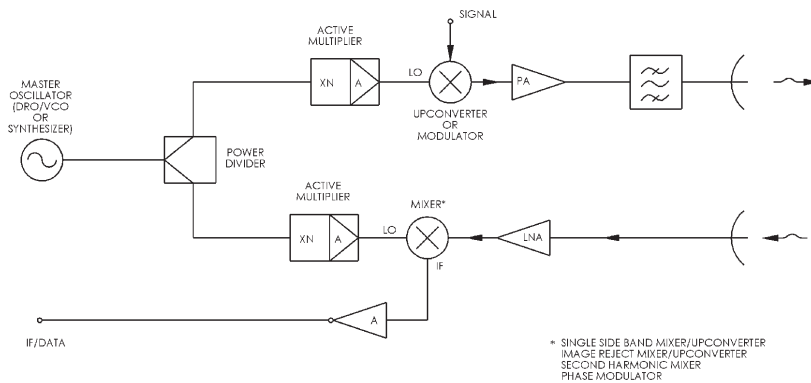 SIGNAL
ACTIVE
MULTIPLIER
XN
A
LO
PA
UPCONVERTER
OR
MODULATOR
MASTER
OSCILLATOR
(DRO/VCO
OR
SYNTHESIZER)
POWER
DIVIDER
ACTIVE
MULTIPLIER
XN
A
LO
MIXER*
LNA
IF
A
IF/DATA
* SINGLE SIDE BAND MIXER/UPCONVERTER
IMAGE REJECT MIXER/UPCONVERTER
SECOND HARMONIC MIXER
PHASE MODULATOR